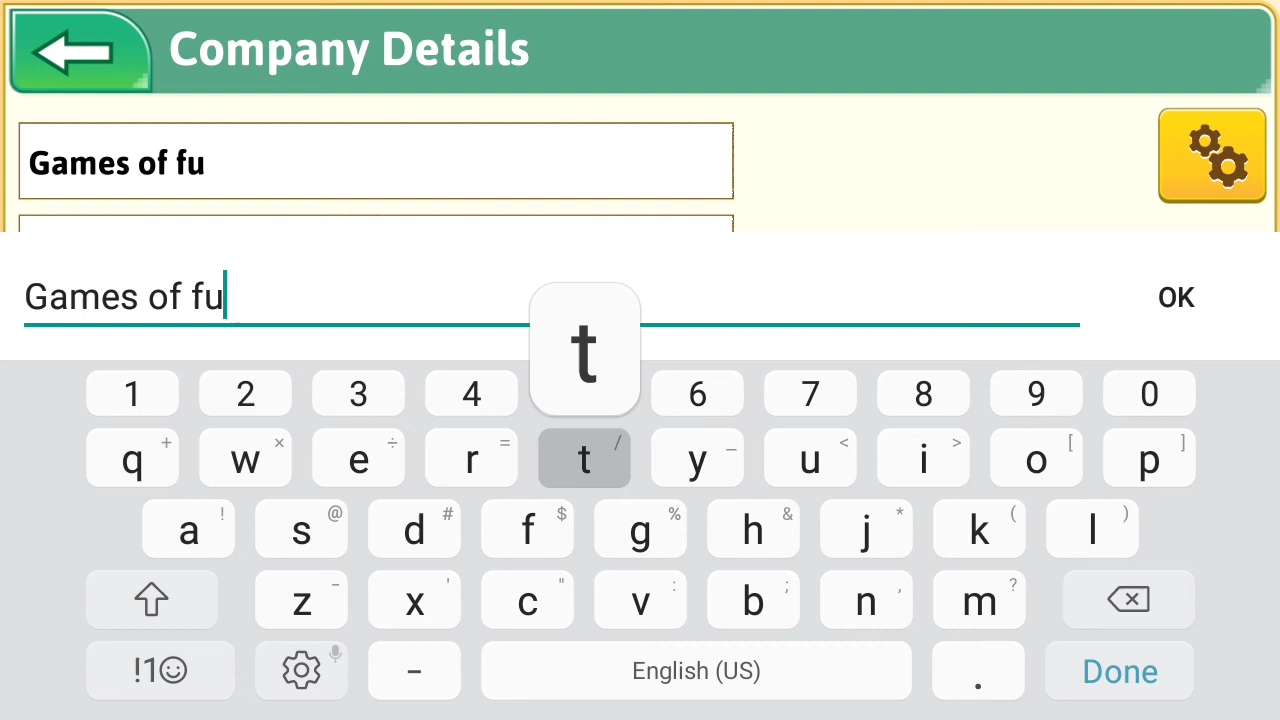 Company Details
Games of fu
Games of fu
OK
t
1 2 3 4 6 7 8 9 0
q + w × e ÷ r = t / y _ u < i > o [ p ]
a ! s @ d # f $ g % h & j * k ( l )
z - x ' c " v : b ; n , m ?
!1☺ - English (US) . Done